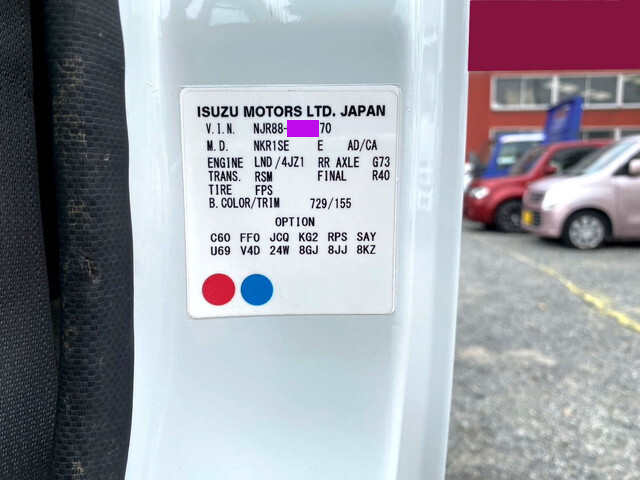 ISUZU MOTORS LTD. JAPAN
V.I.N. NJR88- 70
M.D. NKR1SE E AD/CA
ENGINE LND/4JZ1 RR AXLE G73
TRANS. RSM FINAL R40
TIRE FPS
B.COLOR/TRIM 729/155
OPTION
C60 FF0 JCQ KG2 RPS SAY
U69 V4D 24W 8GJ 8JJ 8KZ